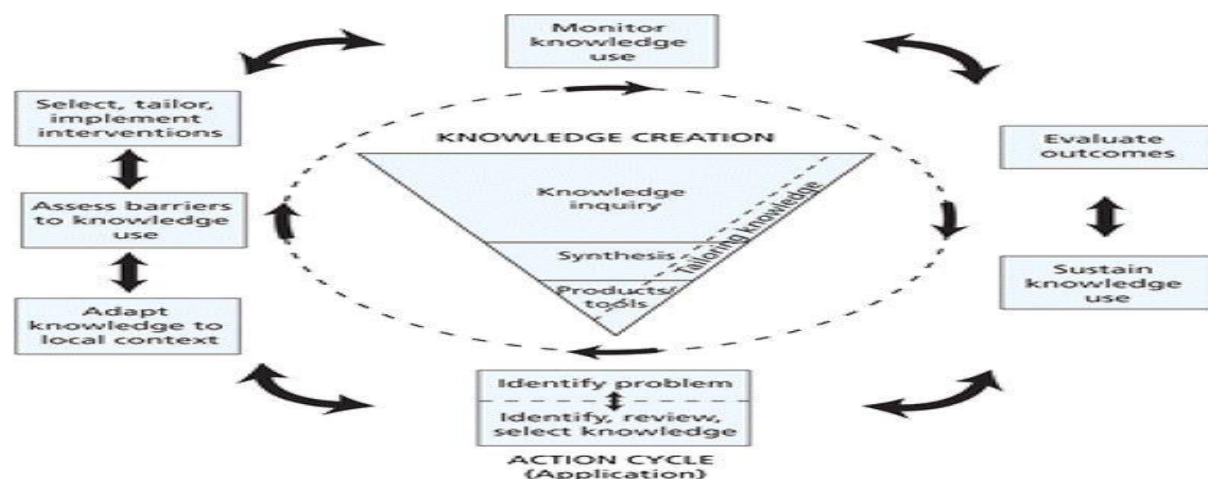 Monitor
knowledge
use
Select, tailor,
implement
interventions
Evaluate
outcomes
KNOWLEDGE CREATION
Knowledge
inquiry
Tailoring knowledge
Assess barriers
to knowledge
use
Synthesis
Products/
tools
Sustain
knowledge
use
Adapt
knowledge to
local context
Identify problem
Identify, review,
select knowledge
ACTION CYCLE
(Application)